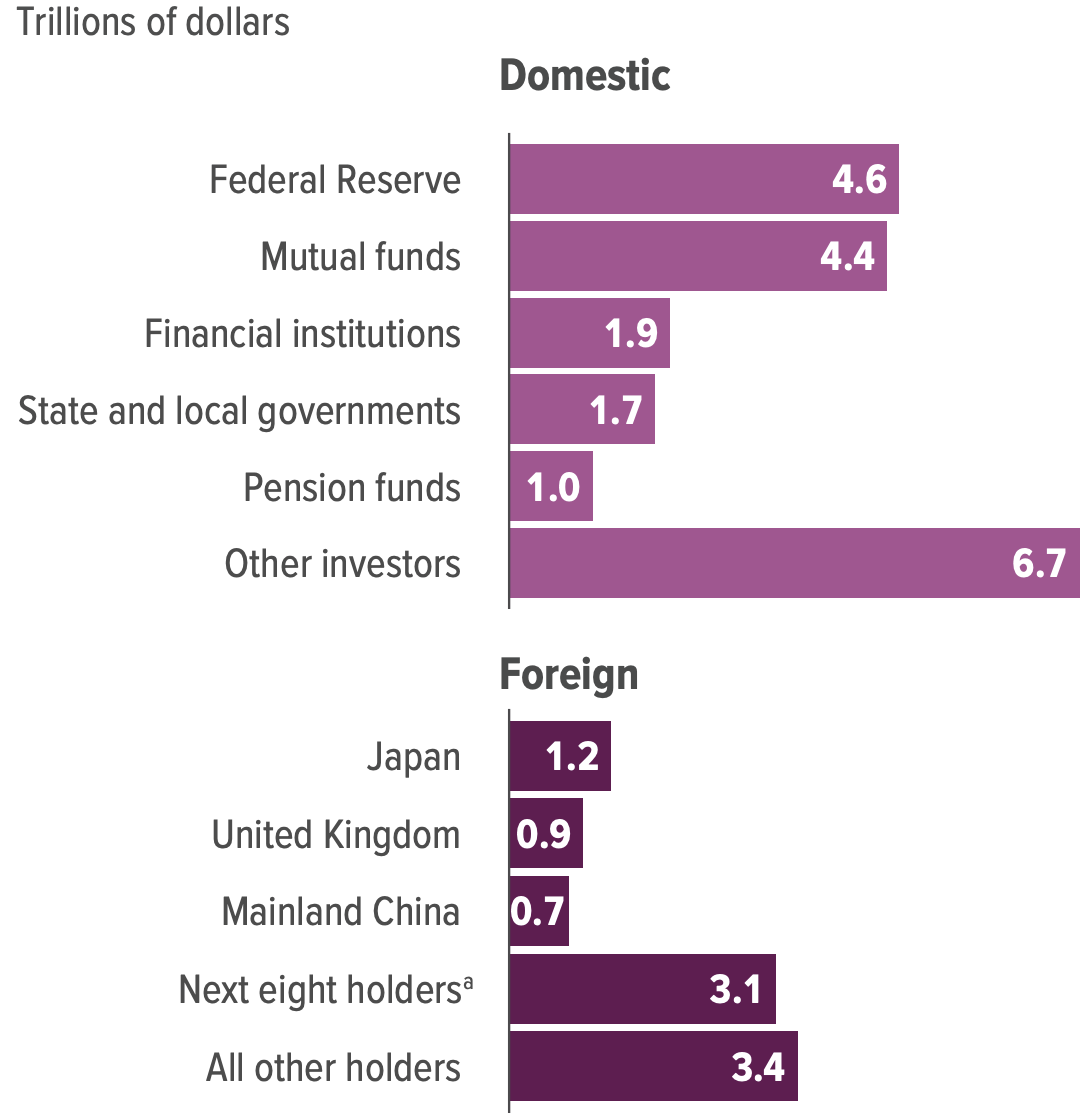 Trillions of dollars
Domestic
Federal Reserve 4.6
Mutual funds 4.4
Financial institutions 1.9
State and local governments 1.7
Pension funds 1.0
Other investors 6.7
Foreign
Japan 1.2
United Kingdom 0.9
Mainland China 0.7
Next eight holdersª 3.1
All other holders 3.4